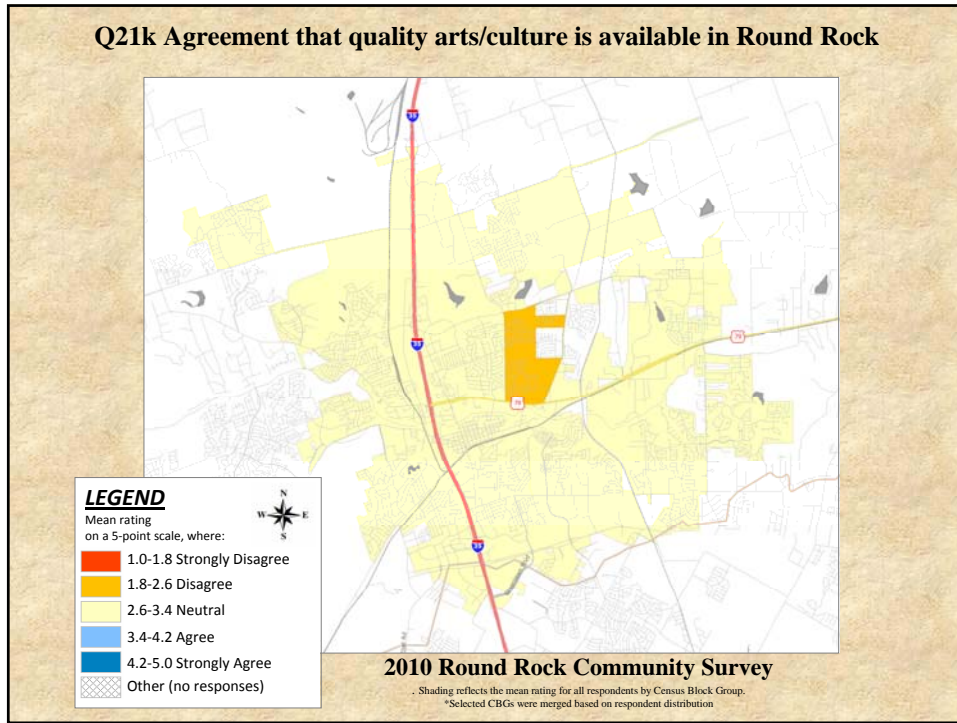 Q21k Agreement that quality arts/culture is available in Round Rock
35
35
79
79
35
LEGEND
Mean rating
on a 5-point scale, where:
N
W E
S
1.0-1.8 Strongly Disagree
1.8-2.6 Disagree
2.6-3.4 Neutral
3.4-4.2 Agree
4.2-5.0 Strongly Agree
Other (no responses)
2010 Round Rock Community Survey
. Shading reflects the mean rating for all respondents by Census Block Group.
*Selected CBGs were merged based on respondent distribution